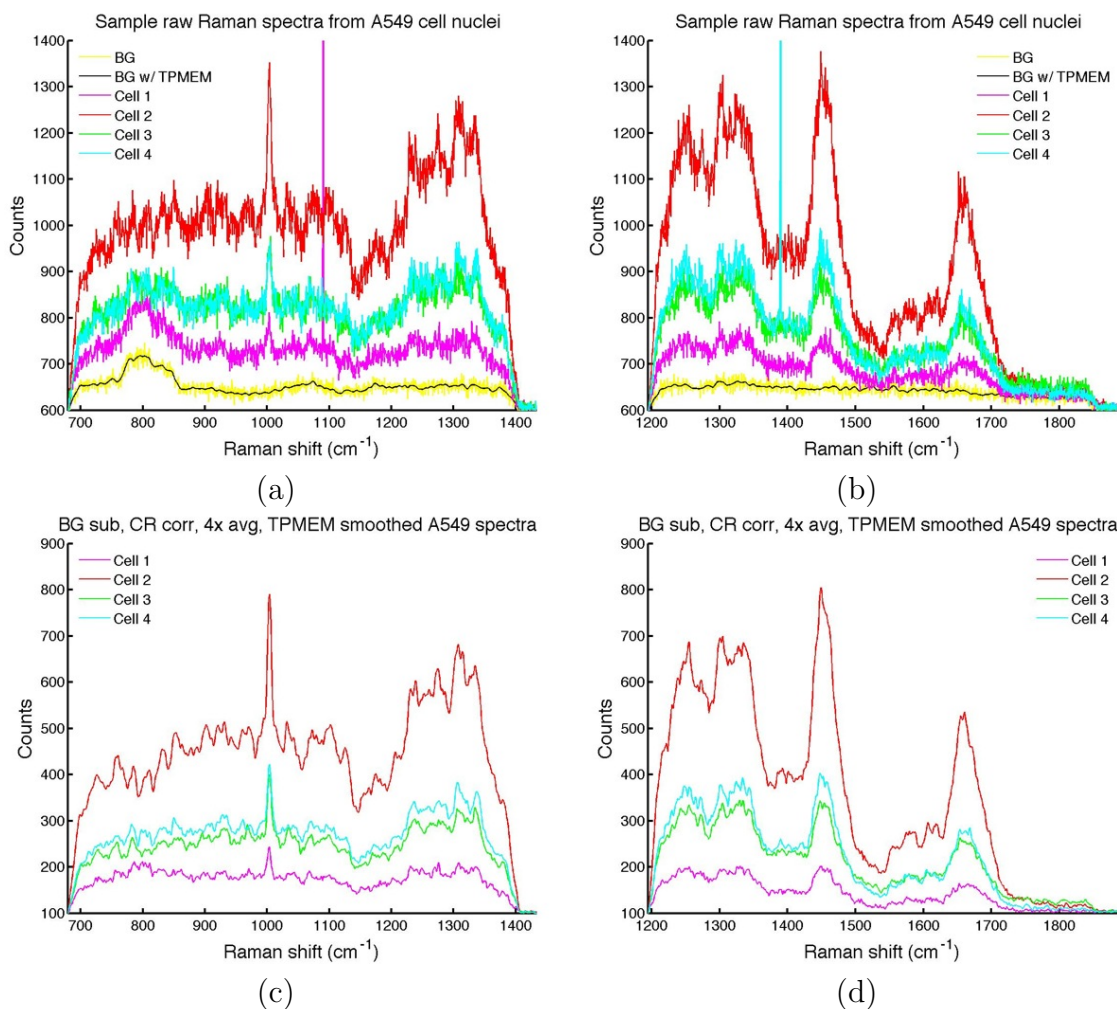 Sample raw Raman spectra from A549 cell nuclei
1400
1300
1200
1100
1000
900
800
700
600
Counts
BG
BG w/ TPMEM
Cell 1
Cell 2
Cell 3
Cell 4
700 800 900 1000 1100 1200 1300 1400
Raman shift (cm⁻¹)
(a)
Sample raw Raman spectra from A549 cell nuclei
1400
1300
1200
1100
1000
900
800
700
600
Counts
BG
BG w/ TPMEM
Cell 1
Cell 2
Cell 3
Cell 4
1200 1300 1400 1500 1600 1700 1800
Raman shift (cm⁻¹)
(b)
BG sub, CR corr, 4x avg, TPMEM smoothed A549 spectra
900
800
700
600
500
400
300
200
100
Counts
Cell 1
Cell 2
Cell 3
Cell 4
700 800 900 1000 1100 1200 1300 1400
Raman shift (cm⁻¹)
(c)
BG sub, CR corr, 4x avg, TPMEM smoothed A549 spectra
900
800
700
600
500
400
300
200
100
Counts
Cell 1
Cell 2
Cell 3
Cell 4
1200 1300 1400 1500 1600 1700 1800
Raman shift (cm⁻¹)
(d)